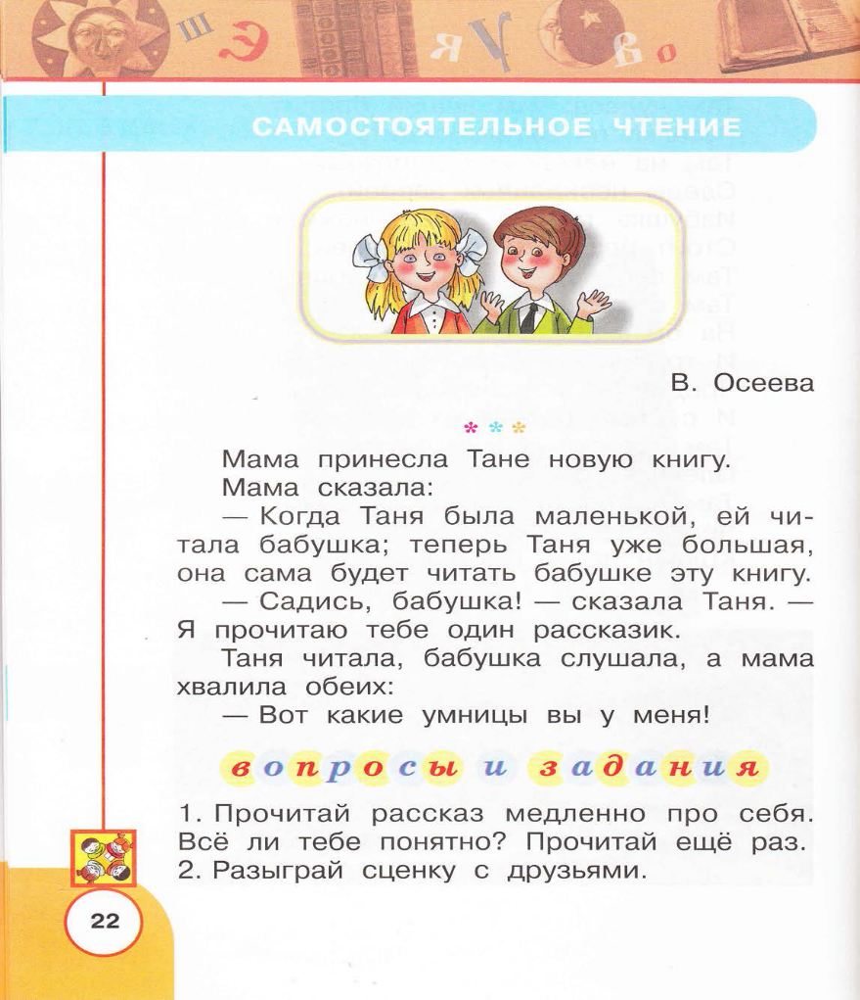 Ш Э Я У В О
САМОСТОЯТЕЛЬНОЕ ЧТЕНИЕ
В. Осеева
* * *
Мама принесла Тане новую книгу.
Мама сказала:
— Когда Таня была маленькой, ей чи-
тала бабушка; теперь Таня уже большая,
она сама будет читать бабушке эту книгу.
— Садись, бабушка! — сказала Таня. —
Я прочитаю тебе один рассказик.
Таня читала, бабушка слушала, а мама
хвалила обеих:
— Вот какие умницы вы у меня!
вопросы и задания
1. Прочитай рассказ медленно про себя.
Всё ли тебе понятно? Прочитай ещё раз.
2. Разыграй сценку с друзьями.
22